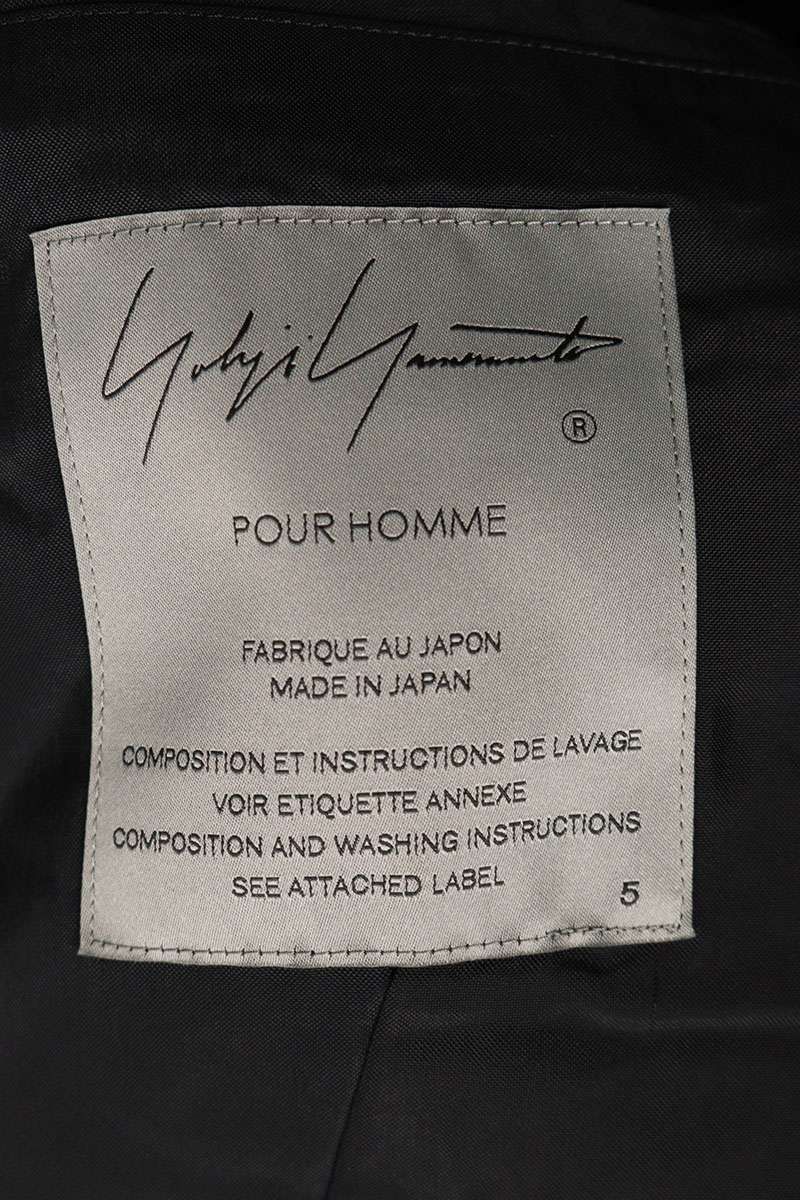 Yohji Yamamoto
®
POUR HOMME
FABRIQUE AU JAPON
MADE IN JAPAN
COMPOSITION ET INSTRUCTIONS DE LAVAGE
VOIR ETIQUETTE ANNEXE
COMPOSITION AND WASHING INSTRUCTIONS
SEE ATTACHED LABEL
5